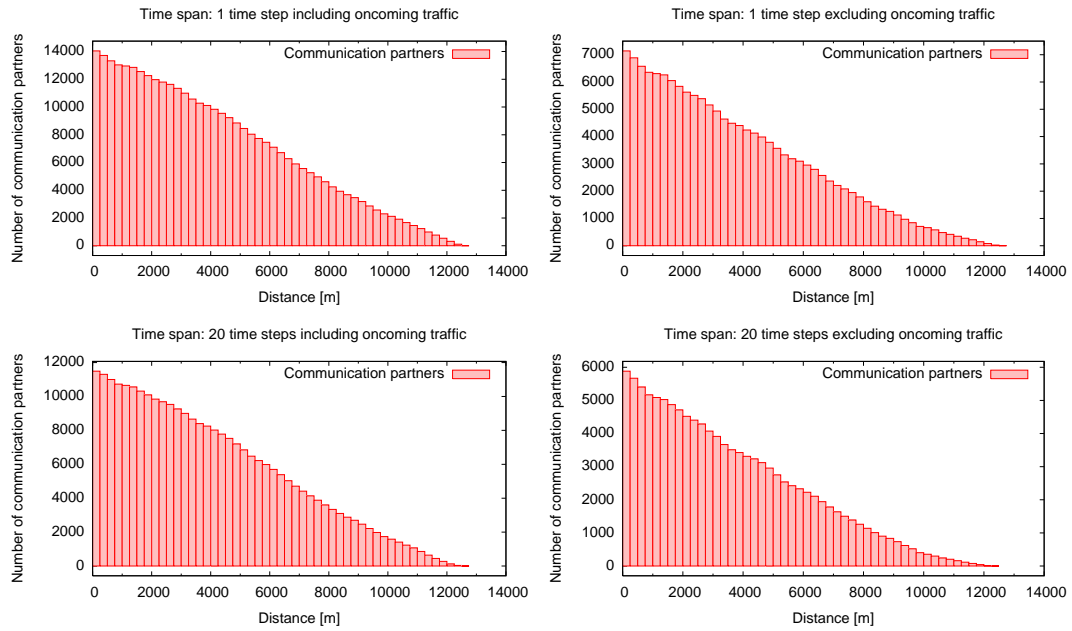 Time span: 1 time step including oncoming traffic
Number of communication partners
14000
12000
10000
8000
6000
4000
2000
0
Communication partners
0 2000 4000 6000 8000 10000 12000 14000
Distance [m]
Time span: 1 time step excluding oncoming traffic
Number of communication partners
7000
6000
5000
4000
3000
2000
1000
0
Communication partners
0 2000 4000 6000 8000 10000 12000 14000
Distance [m]
Time span: 20 time steps including oncoming traffic
Number of communication partners
12000
10000
8000
6000
4000
2000
0
Communication partners
0 2000 4000 6000 8000 10000 12000 14000
Distance [m]
Time span: 20 time steps excluding oncoming traffic
Number of communication partners
6000
5000
4000
3000
2000
1000
0
Communication partners
0 2000 4000 6000 8000 10000 12000 14000
Distance [m]